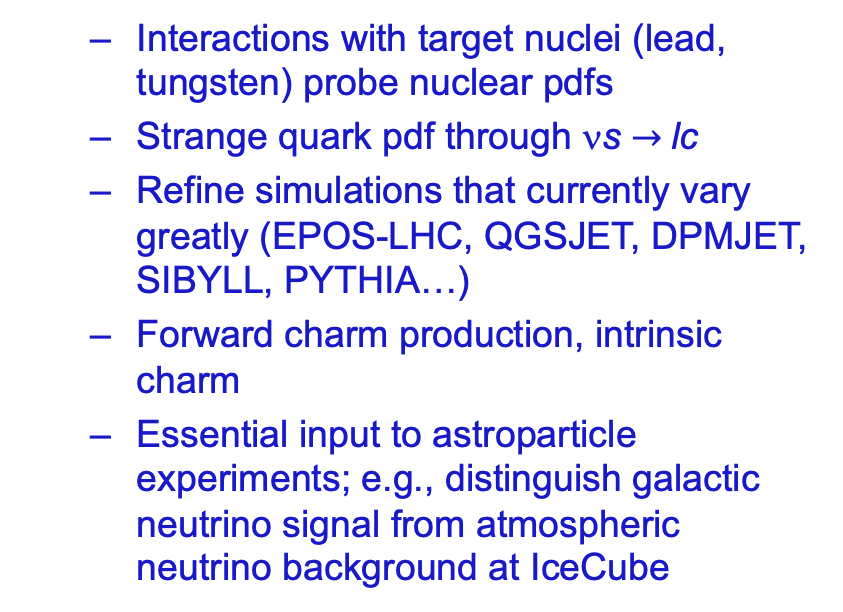 – Interactions with target nuclei (lead,
tungsten) probe nuclear pdfs
– Strange quark pdf through νs → lc
– Refine simulations that currently vary
greatly (EPOS-LHC, QGSJET, DPMJET,
SIBYLL, PYTHIA…)
– Forward charm production, intrinsic
charm
– Essential input to astroparticle
experiments; e.g., distinguish galactic
neutrino signal from atmospheric
neutrino background at IceCube